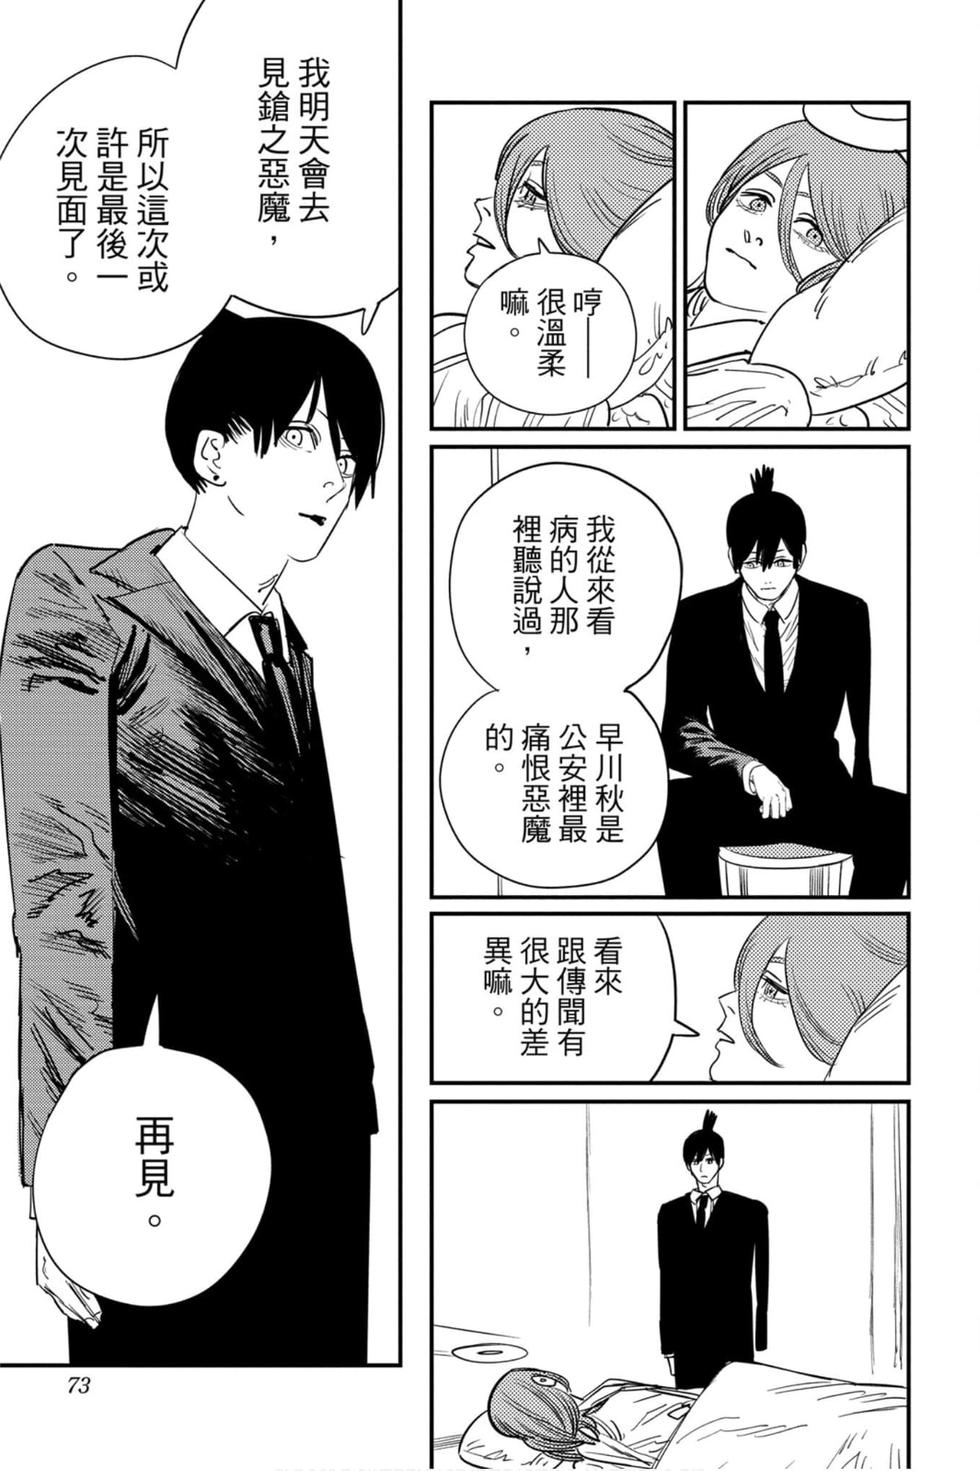 哼——
很溫柔
嘛。
我從來看
病的人那
裡聽說過，
早川秋是
公安裡最
痛恨惡魔
的。
看來
跟傳聞有
很大的差
異嘛。
我明天會去
見鎗之惡魔，
所以這次或
許是最後一
次見面了。
再見。
73